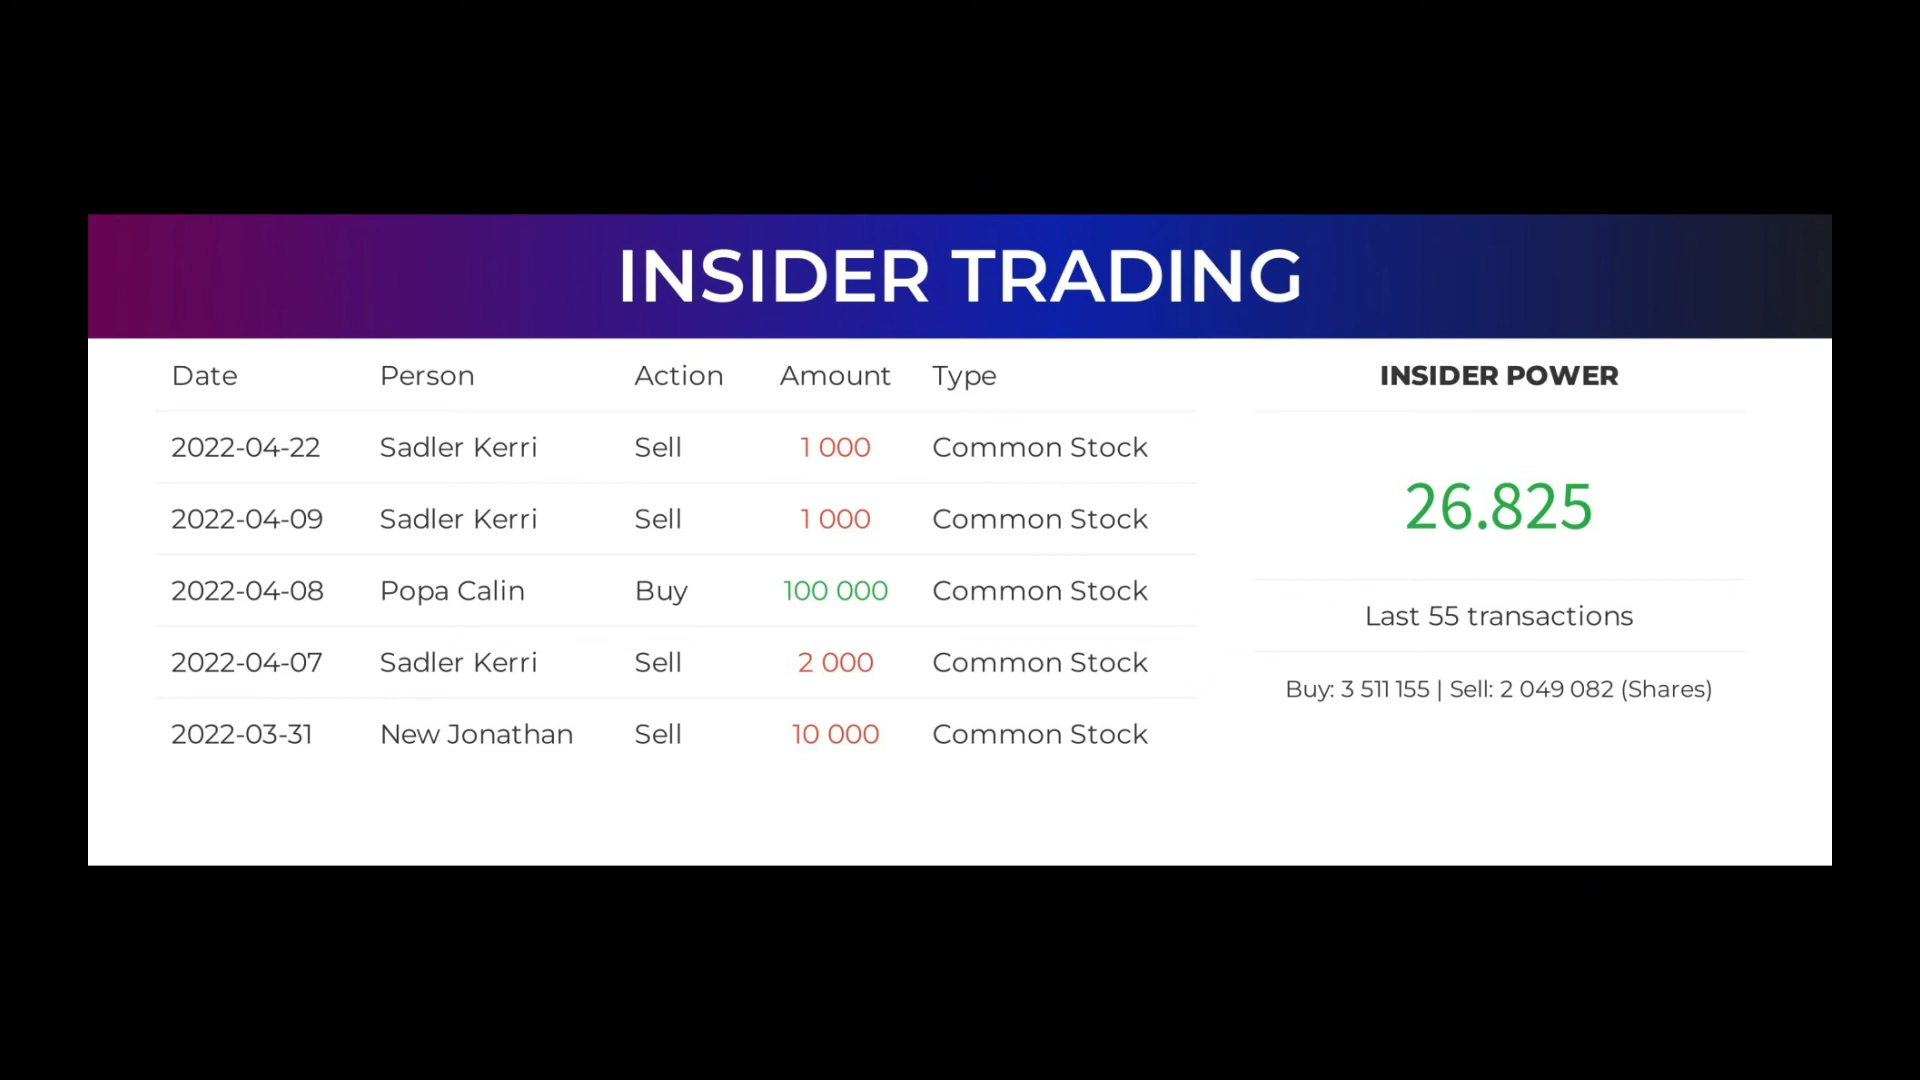 INSIDER TRADING
Date Person Action Amount Type
2022-04-22 Sadler Kerri Sell 1 000 Common Stock
2022-04-09 Sadler Kerri Sell 1 000 Common Stock
2022-04-08 Popa Calin Buy 100 000 Common Stock
2022-04-07 Sadler Kerri Sell 2 000 Common Stock
2022-03-31 New Jonathan Sell 10 000 Common Stock
INSIDER POWER
26.825
Last 55 transactions
Buy: 3 511 155 | Sell: 2 049 082 (Shares)